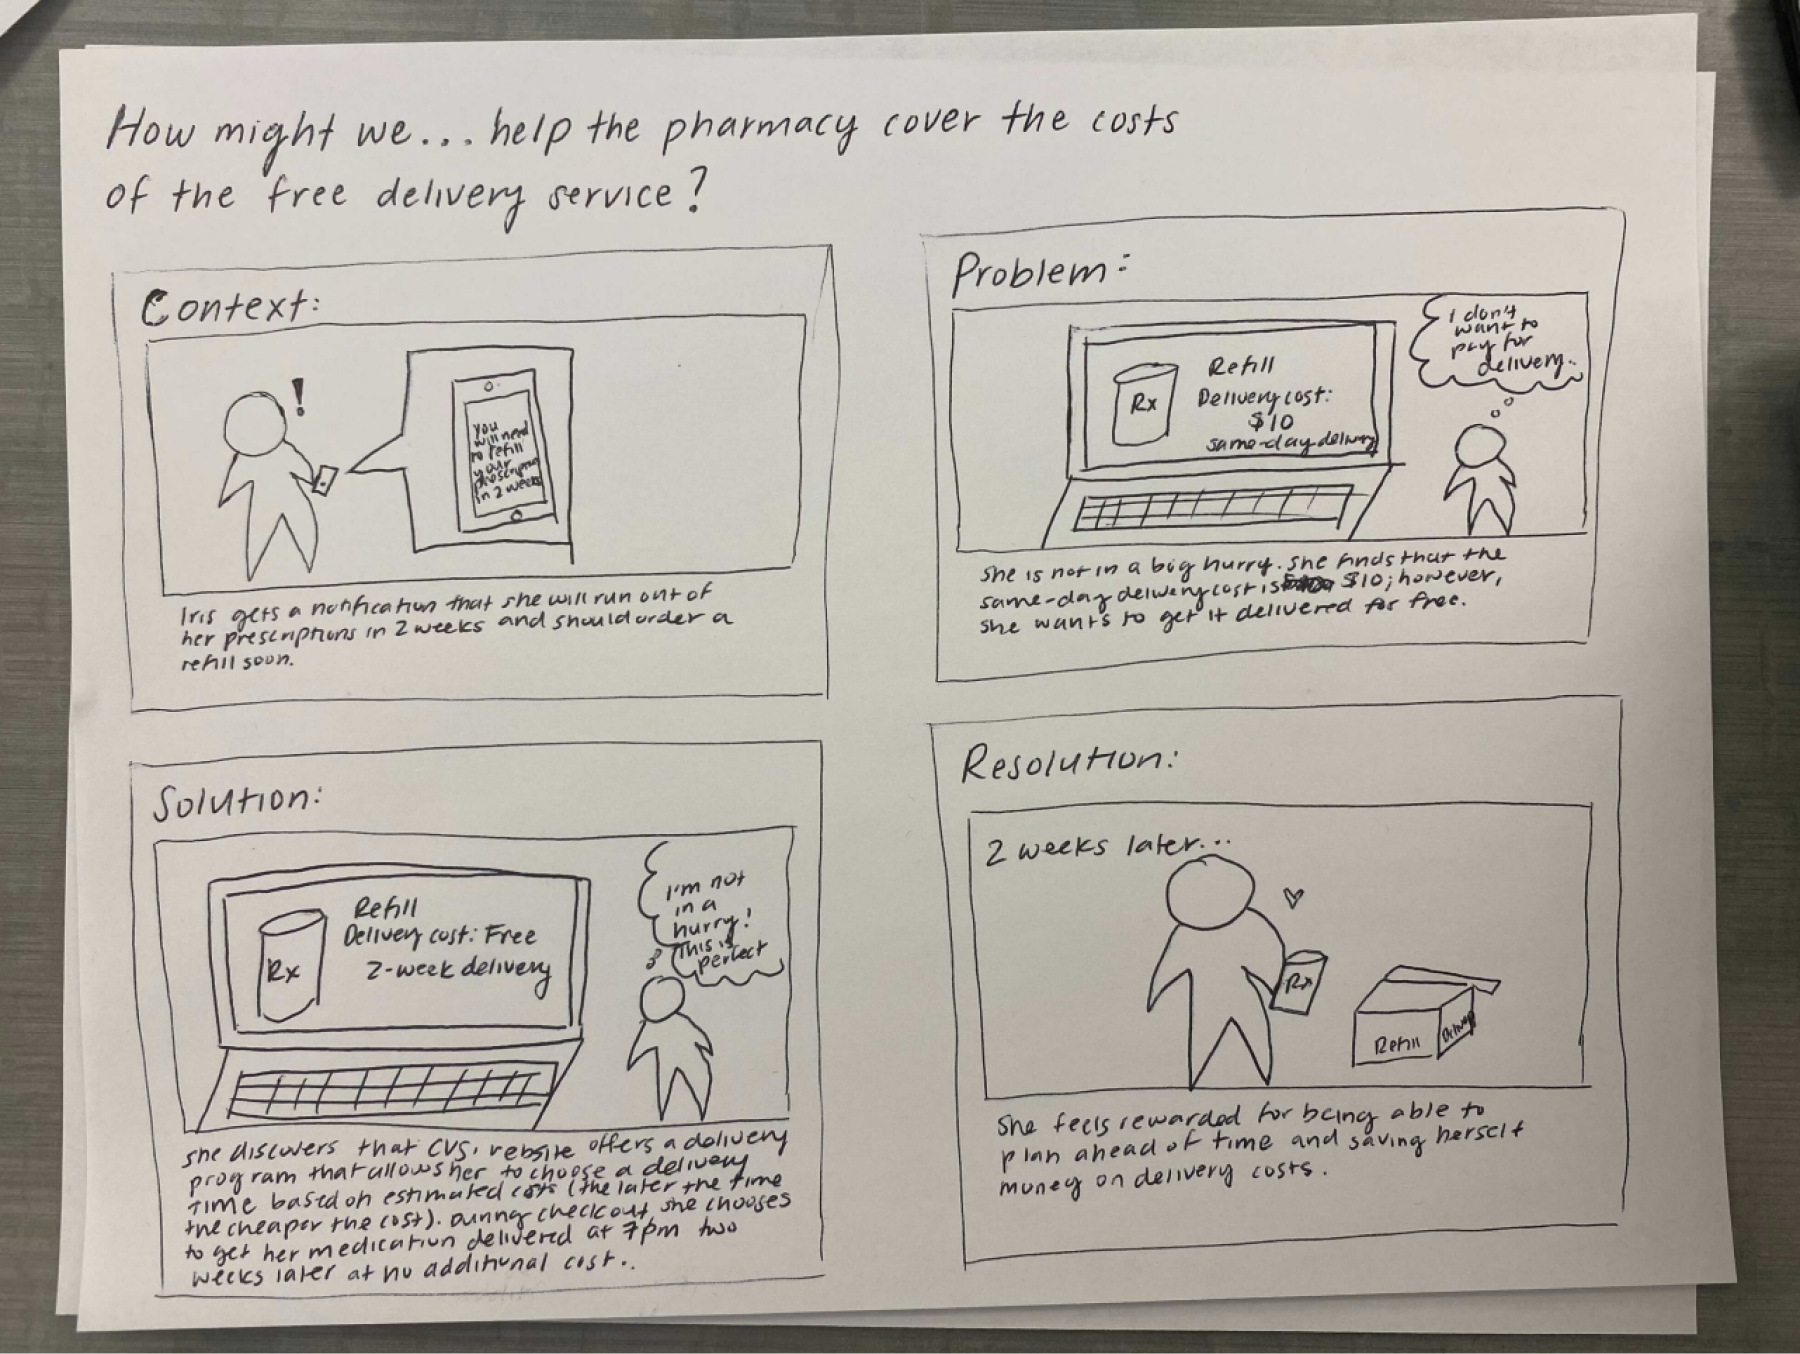 How might we... help the pharmacy cover the costs
of the free delivery service?
Context:
!
you
will need
to refill
your
prescription
in 2 weeks
Iris gets a notification that she will run out of
her prescriptions in 2 weeks and should order a
refill soon.
Problem:
Rx
Refill
Delivery cost:
$10
same-day delivery
I don't
want to
pay for
delivery..
She is not in a big hurry. She finds that the
same-day delivery cost is $10; however,
she wants to get it delivered for free.
Solution:
Rx
Refill
Delivery cost: Free
2-week delivery
I'm not
in a
hurry!
This is
perfect
She discovers that CVS' website offers a delivery
program that allows her to choose a delivery
time based on estimated costs (the later the time
the cheaper the cost). During checkout she chooses
to get her medication delivered at 7pm two
weeks later at no additional cost..
Resolution:
2 weeks later...
Rx
Refill
Delivery
She feels rewarded for being able to
plan ahead of time and saving herself
money on delivery costs.